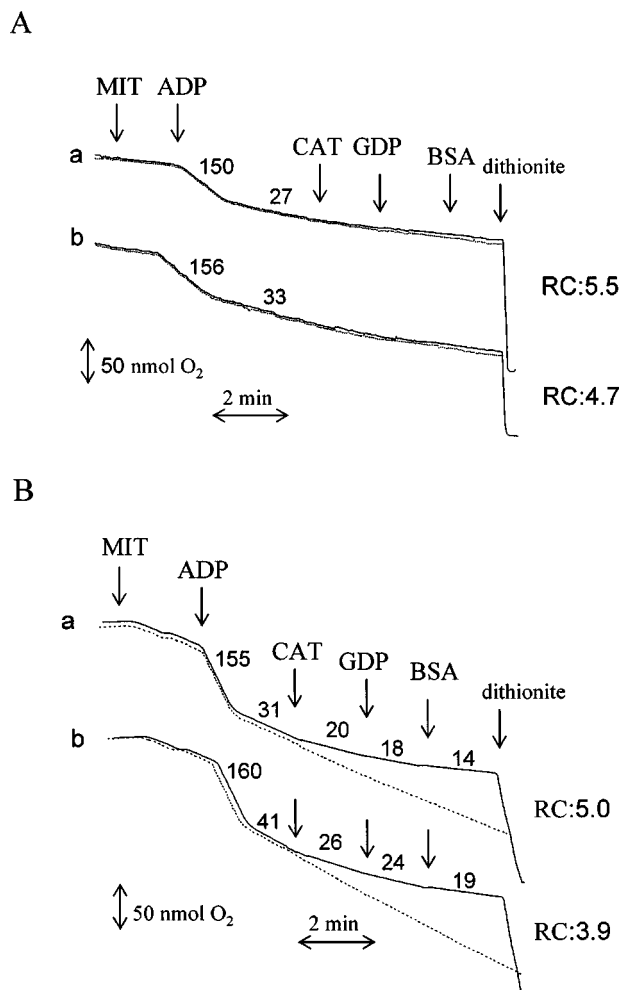 A
MIT ADP
CAT GDP BSA dithionite
a 150 27
RC:5.5
b 156 33
50 nmol O2
2 min
RC:4.7
B
MIT
ADP
a 155 CAT GDP BSA dithionite
31 20 18 14
RC:5.0
b 160
41 26 24 19
50 nmol O2
2 min
RC:3.9